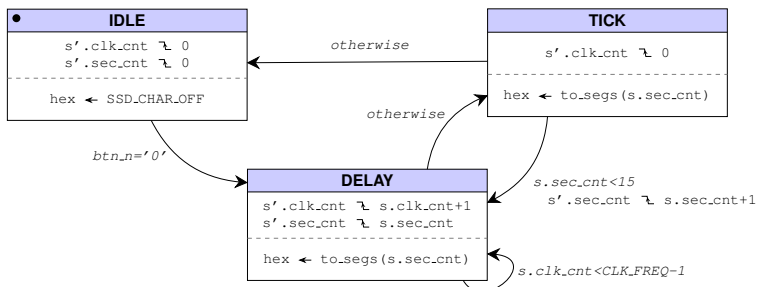 IDLE
s'.clk_cnt ⮧ 0
s'.sec_cnt ⮧ 0
hex ← SSD_CHAR_OFF
otherwise
TICK
s'.clk_cnt ⮧ 0
hex ← to_segs(s.sec_cnt)
otherwise
btn_n='0'
DELAY
s'.clk_cnt ⮧ s.clk_cnt+1
s'.sec_cnt ⮧ s.sec_cnt
hex ← to_segs(s.sec_cnt)
s.sec_cnt<15
s'.sec_cnt ⮧ s.sec_cnt+1
s.clk_cnt<CLK_FREQ-1